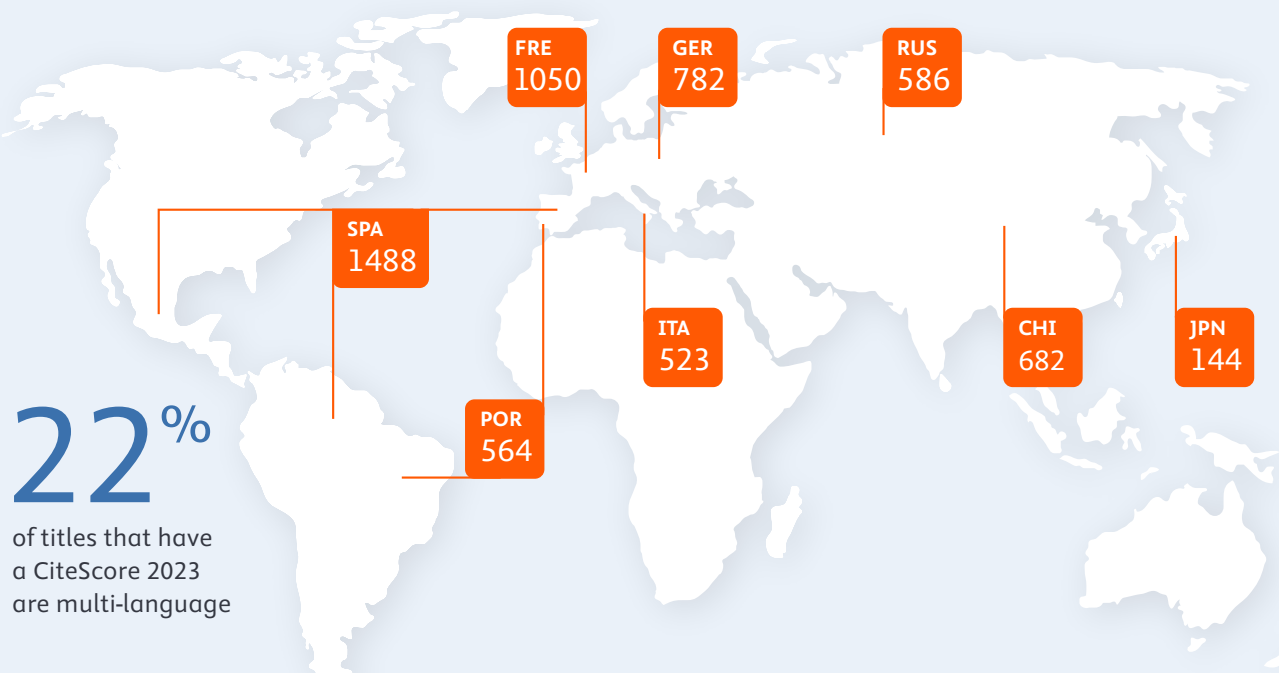 FRE
1050
GER
782
RUS
586
SPA
1488
ITA
523
CHI
682
JPN
144
POR
564
22%
of titles that have
a CiteScore 2023
are multi-language